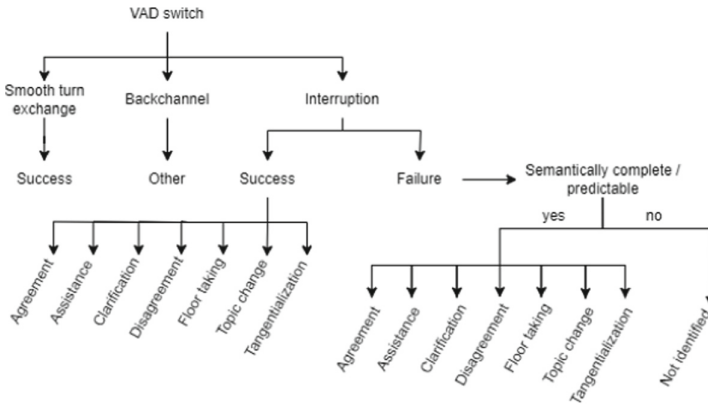 VAD switch
Smooth turn
exchange
Backchannel
Interruption
Success
Other
Success
Failure
Semantically complete /
predictable
yes
no
Agreement
Assistance
Clarification
Disagreement
Floor taking
Topic change
Tangentialization
Agreement
Assistance
Clarification
Disagreement
Floor taking
Topic change
Tangentialization
Not identified